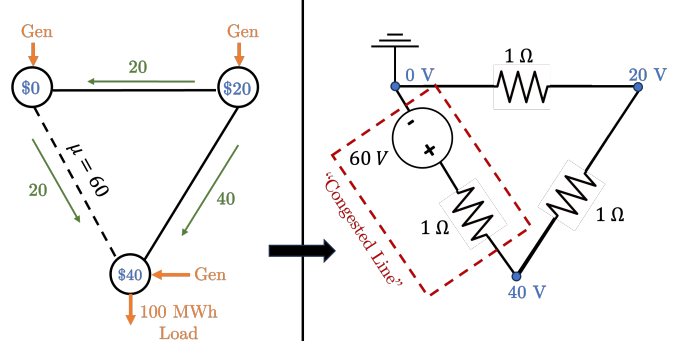 Gen
Gen
$0
20
$20
μ = 60
20
40
$40
Gen
100 MWh
Load
0 V
1 Ω
20 V
-
+
60 V
1 Ω
1 Ω
"Congested Line"
40 V